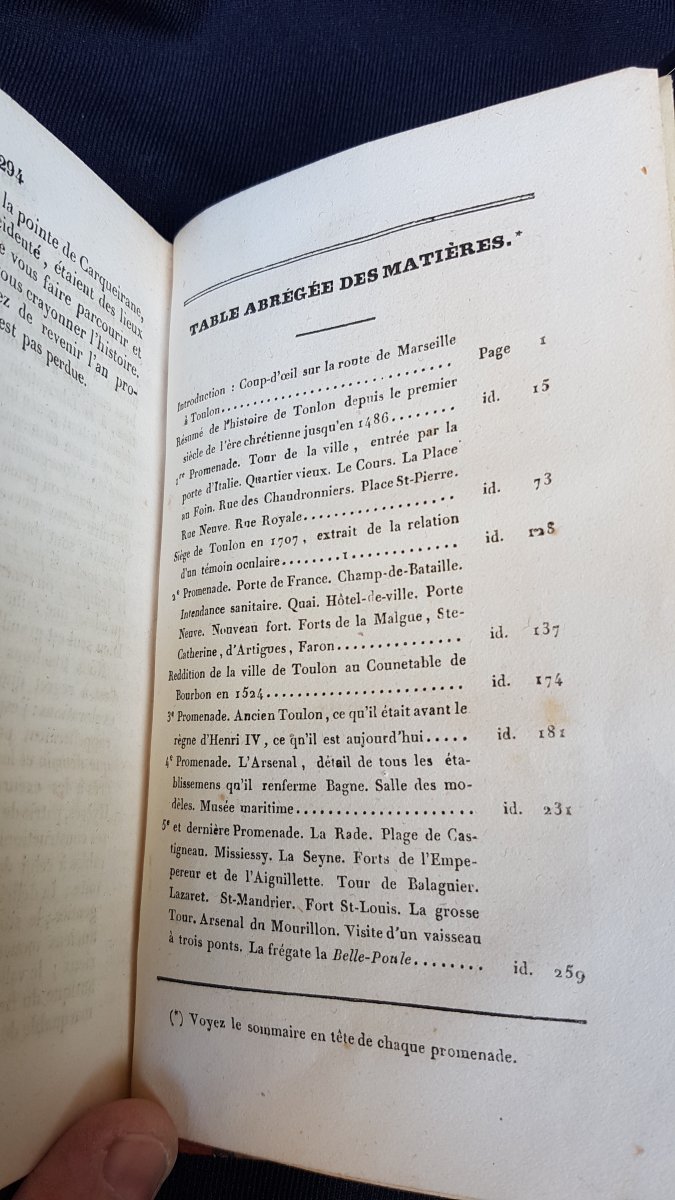 294
la pointe de Carqueirane,
cidenté, étaient des lieux
e vous faire parcourir et
ous crayonner l'histoire.
ez de revenir l'an pro-
est pas perdue.
TABLE ABRÉGÉE DES MATIÈRES.*
Introduction : Coup-d'œil sur la route de Marseille
à Toulon.......................... Page 1
Résumé de l'histoire de Toulon depuis le premier
siècle de l'ère chrétienne jusqu'en 1486........ id. 15
1re Promenade. Tour de la ville, entrée par la
porte d'Italie. Quartier vieux. Le Cours. La Place
au Foin. Rue des Chaudronniers. Place St-Pierre.
Rue Neuve. Rue Royale.................. id. 73
Siège de Toulon en 1707, extrait de la relation
d'un témoin oculaire.....1............. id. 128
2e Promenade. Porte de France. Champ-de-Bataille.
Intendance sanitaire. Quai. Hôtel-de-ville. Porte
Neuve. Nouveau fort. Forts de la Malgue, Ste-
Catherine, d'Artigues, Faron............... id. 137
Reddition de la ville de Toulon au Counetable de
Bourbon en 1524........................ id. 174
3e Promenade. Ancien Toulon, ce qu'il était avant le
règne d'Henri IV, ce qu'il est aujourd'hui..... id. 181
4e Promenade. L'Arsenal, détail de tous les éta-
blissemens qu'il renferme Bagne. Salle des mo-
dèles. Musée maritime.................... id. 231
5e et dernière Promenade. La Rade. Plage de Cas-
tigneau. Missiessy. La Seyne. Forts de l'Empe-
pereur et de l'Aiguillette. Tour de Balaguier.
Lazaret. St-Mandrier. Fort St-Louis. La grosse
Tour. Arsenal du Mourillon. Visite d'un vaisseau
à trois ponts. La frégate la Belle-Poule........ id. 259
(*) Voyez le sommaire en tête de chaque promenade.